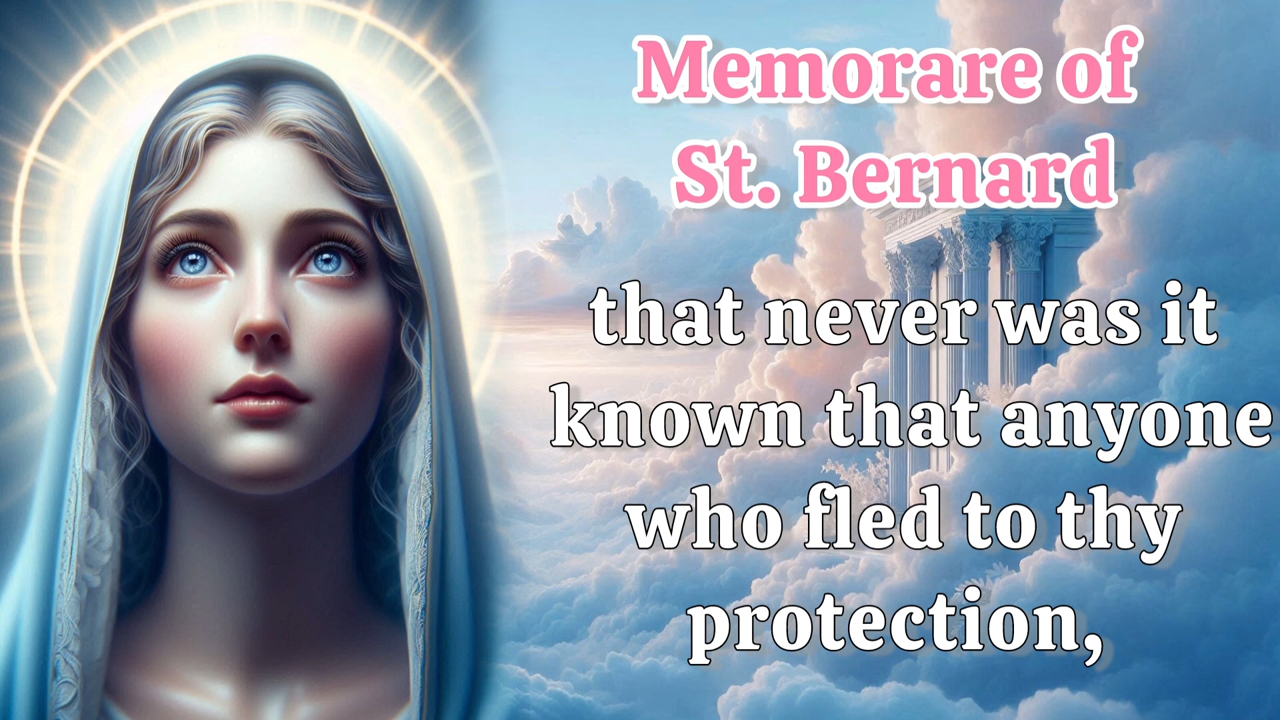 Memorare of
St. Bernard
that never was it
known that anyone
who fled to thy
protection,